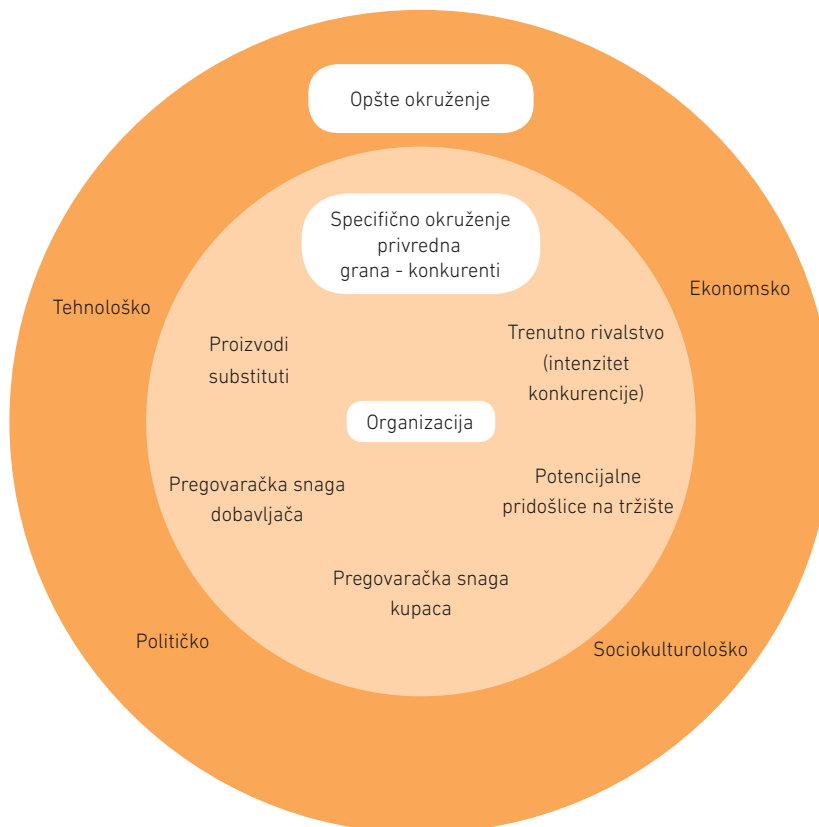 Opšte okruženje
Specifično okruženje
privredna
grana - konkurenti
Ekonomsko
Tehnološko
Trenutno rivalstvo
(intenzitet
konkurencije)
Proizvodi
substituti
Organizacija
Potencijalne
pridošlice na tržište
Pregovaračka snaga
dobavljača
Pregovaračka snaga
kupaca
Političko
Sociokulturološko